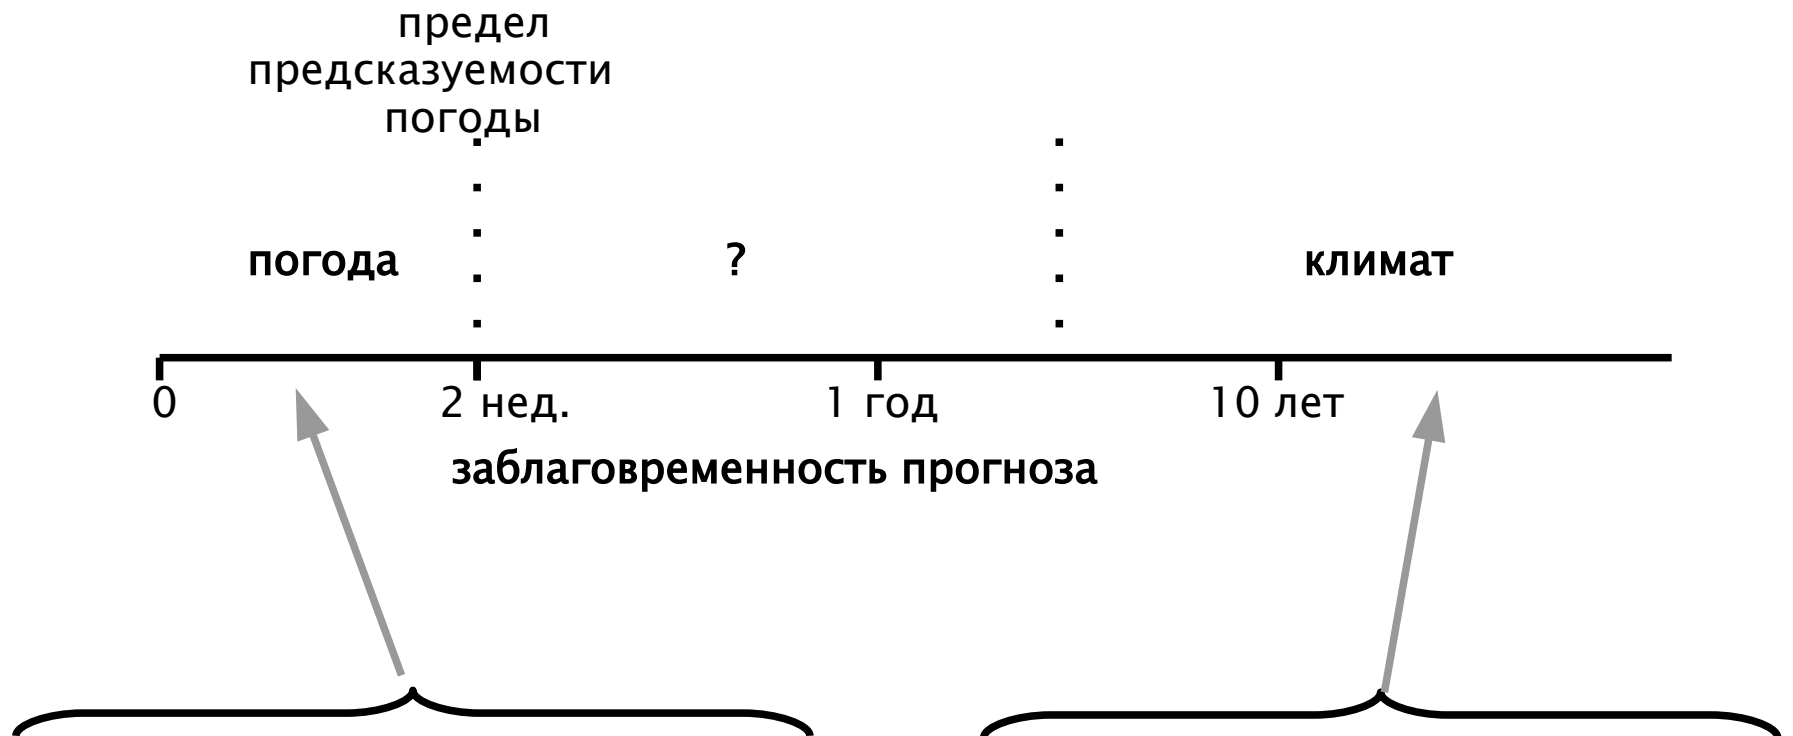 предел
предсказуемости
погоды
погода
?
климат
0
2 нед.
1 год
10 лет
заблаговременность прогноза